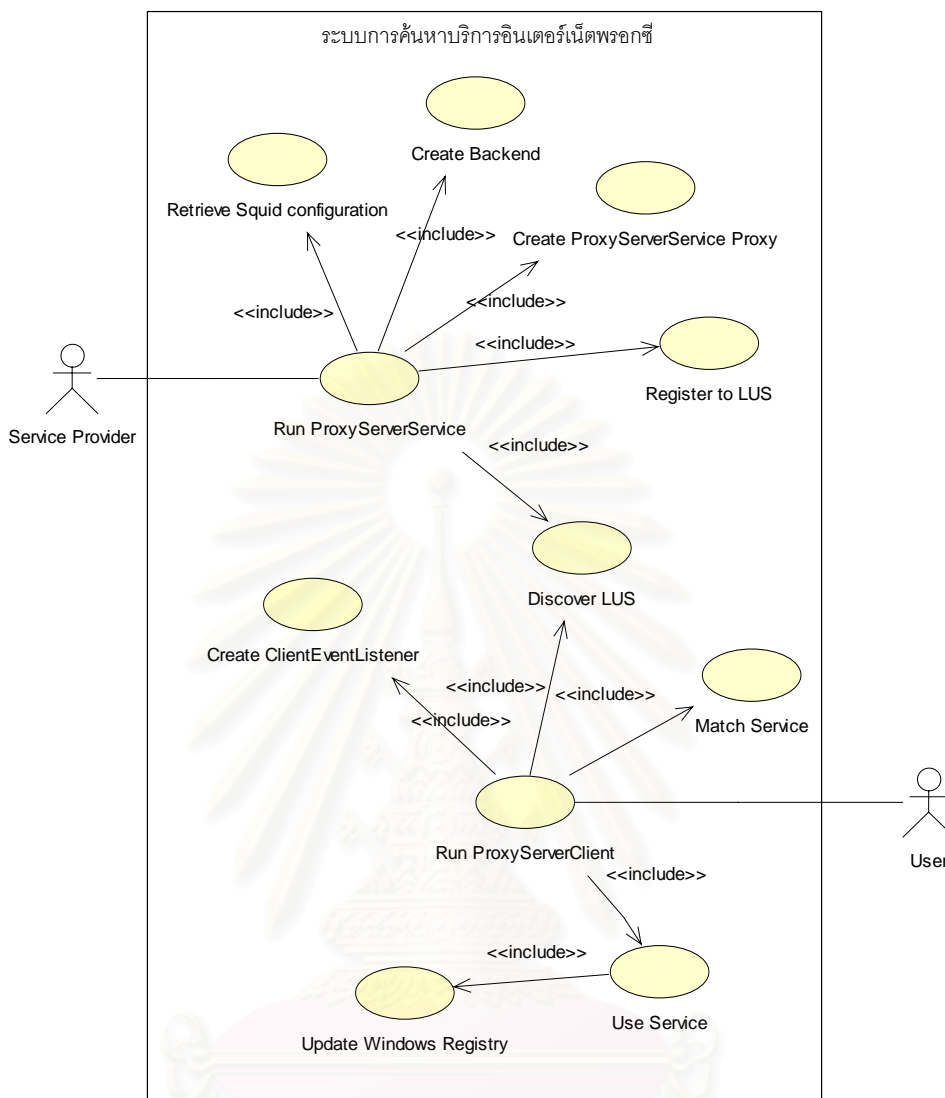 ระบบการค้นหาบริการอินเตอร์เน็ตพรอกซี
Create Backend
Retrieve Squid configuration
<<include>>
Create ProxyServerService Proxy
<<include>>
<<include>>
<<include>>
Register to LUS
Service Provider
Run ProxyServerService
<<include>>
Discover LUS
Create ClientEventListener
<<include>>
<<include>>
<<include>>
Match Service
Run ProxyServerClient
User
<<include>>
<<include>>
Use Service
Update Windows Registry